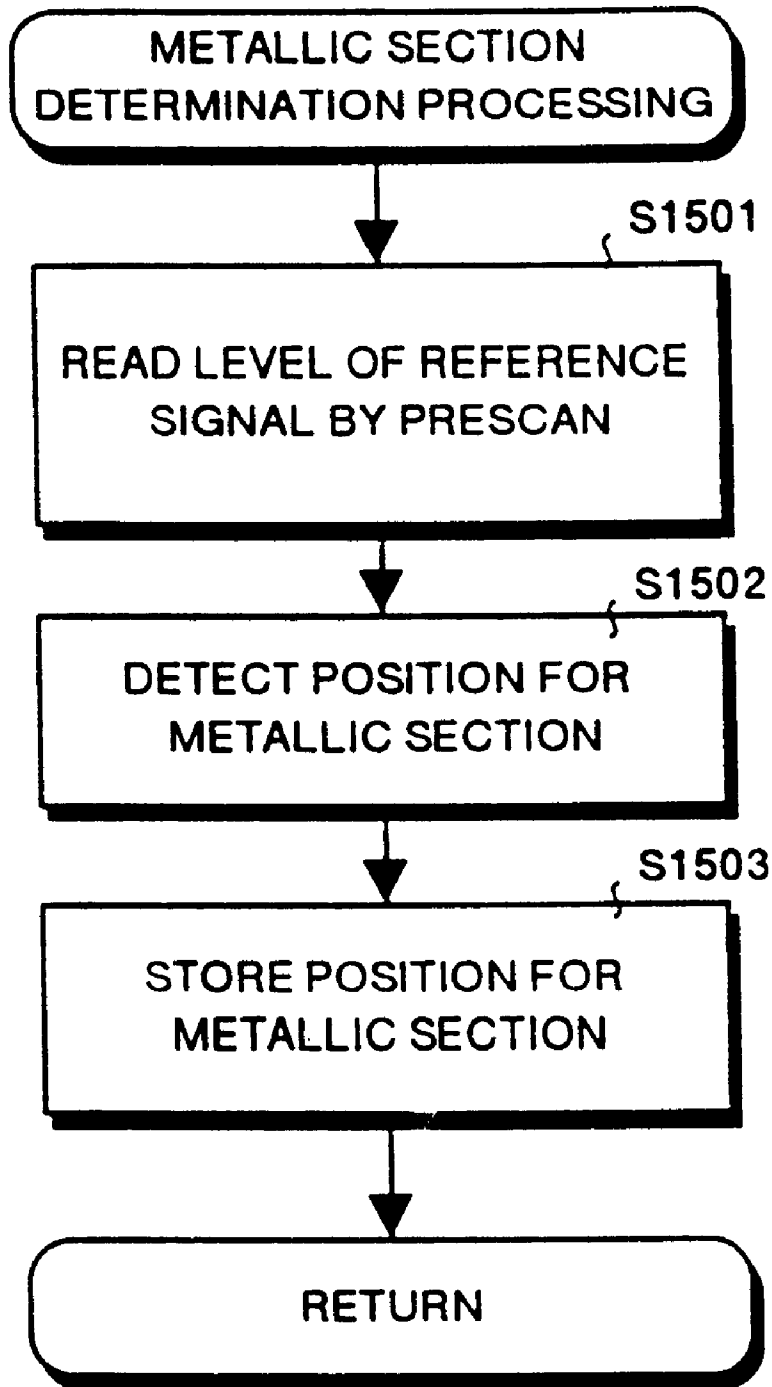 METALLIC SECTION
DETERMINATION PROCESSING
S1501
READ LEVEL OF REFERENCE
SIGNAL BY PRESCAN
S1502
DETECT POSITION FOR
METALLIC SECTION
S1503
STORE POSITION FOR
METALLIC SECTION
RETURN